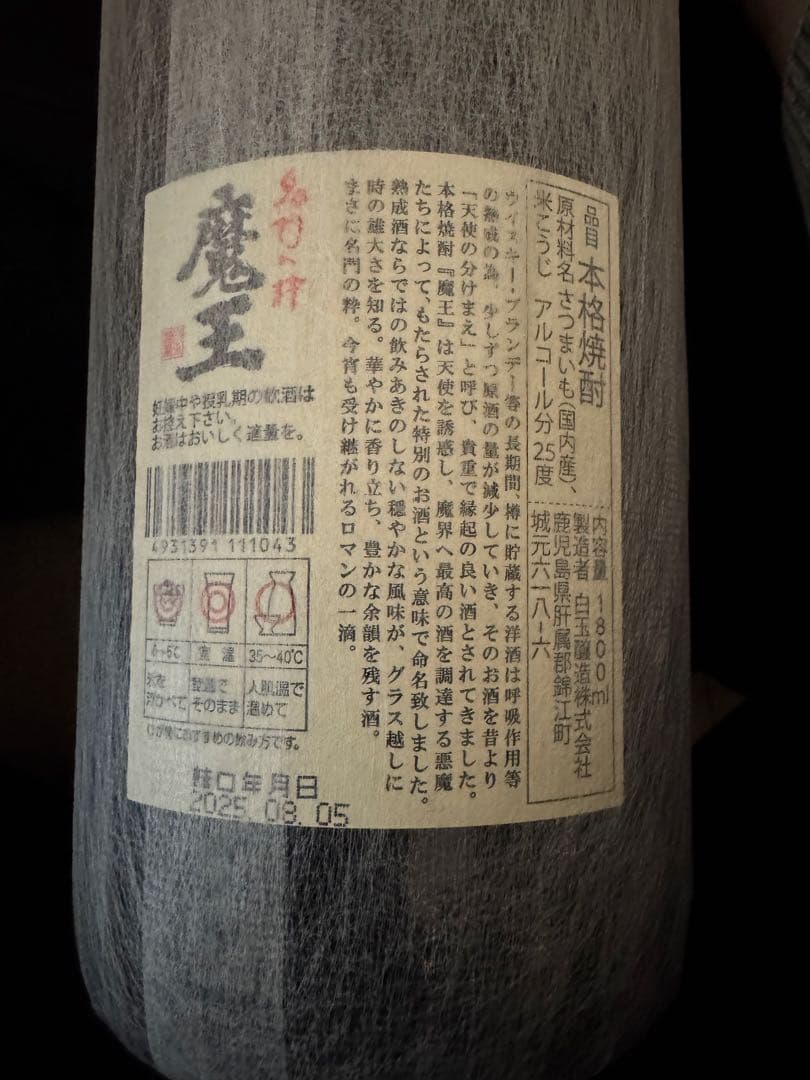 品目 本格焼酎
原材料名 さつまいも(国内産)、
米こうじ アルコール分 25度
内容量 1800ml
製造者 白玉醸造株式会社
鹿児島県肝属郡錦江町
城元六一八-六
ウイスキー・ブランデー等の長期間、樽に貯蔵する洋酒は呼吸作用等
の熟成の為、少しずつ原酒の量が減少していき、そのお酒を昔より
「天使の分けまえ」と呼び、貴重で縁起の良い酒とされてきました。
本格焼酎『魔王』は天使を誘惑し、魔界へ最高の酒を調達する悪魔
たちによって、もたらされた特別のお酒という意味で命名致しました。
熟成酒ならではの飲みあきのしない穏やかな風味が、グラス越しに
時の雄大さを知る。華やかに香り立ち、豊かな余韻を残す酒。
まさに名門の粋。今宵も受け継がれるロマンの一滴。
名門の粋
魔王
妊娠中や授乳期の飲酒は
お控え下さい。
お酒はおいしく適量を。
4931391 111043
室温 35~40℃
氷を
浮かべて
常温で
そのまま
人肌温で
温めて
おすすめの飲み方です。
詰口年月日
2025.08.05